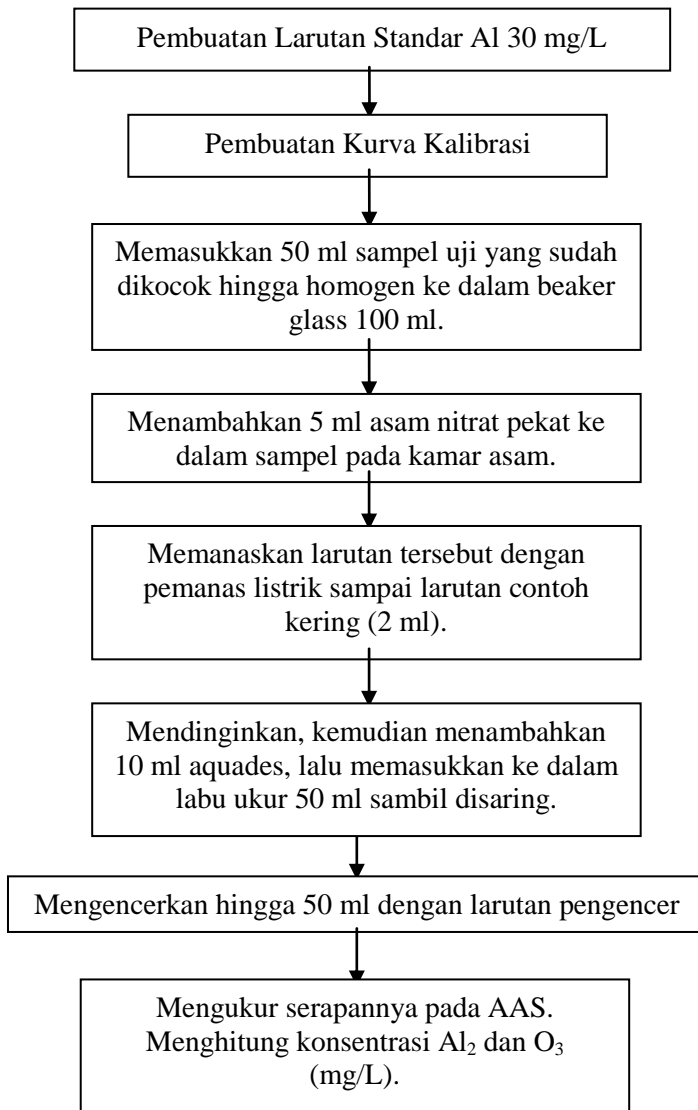 Pembuatan Larutan Standar Al 30 mg/L
Pembuatan Kurva Kalibrasi
Memasukkan 50 ml sampel uji yang sudah
dikocok hingga homogen ke dalam beaker
glass 100 ml.
Menambahkan 5 ml asam nitrat pekat ke
dalam sampel pada kamar asam.
Memanaskan larutan tersebut dengan
pemanas listrik sampai larutan contoh
kering (2 ml).
Mendinginkan, kemudian menambahkan
10 ml aquades, lalu memasukkan ke dalam
labu ukur 50 ml sambil disaring.
Mengencerkan hingga 50 ml dengan larutan pengencer
Mengukur serapannya pada AAS.
Menghitung konsentrasi Al₂ dan O₃
(mg/L).